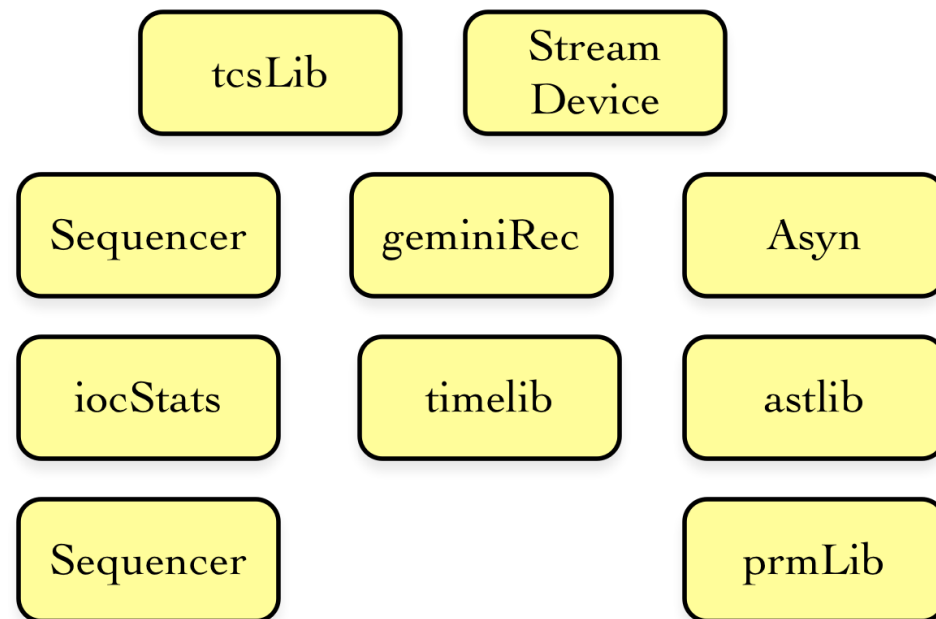 tcsLib
Stream
Device
Sequencer
geminiRec
Asyn
iocStats
timelib
astlib
Sequencer
prmLib